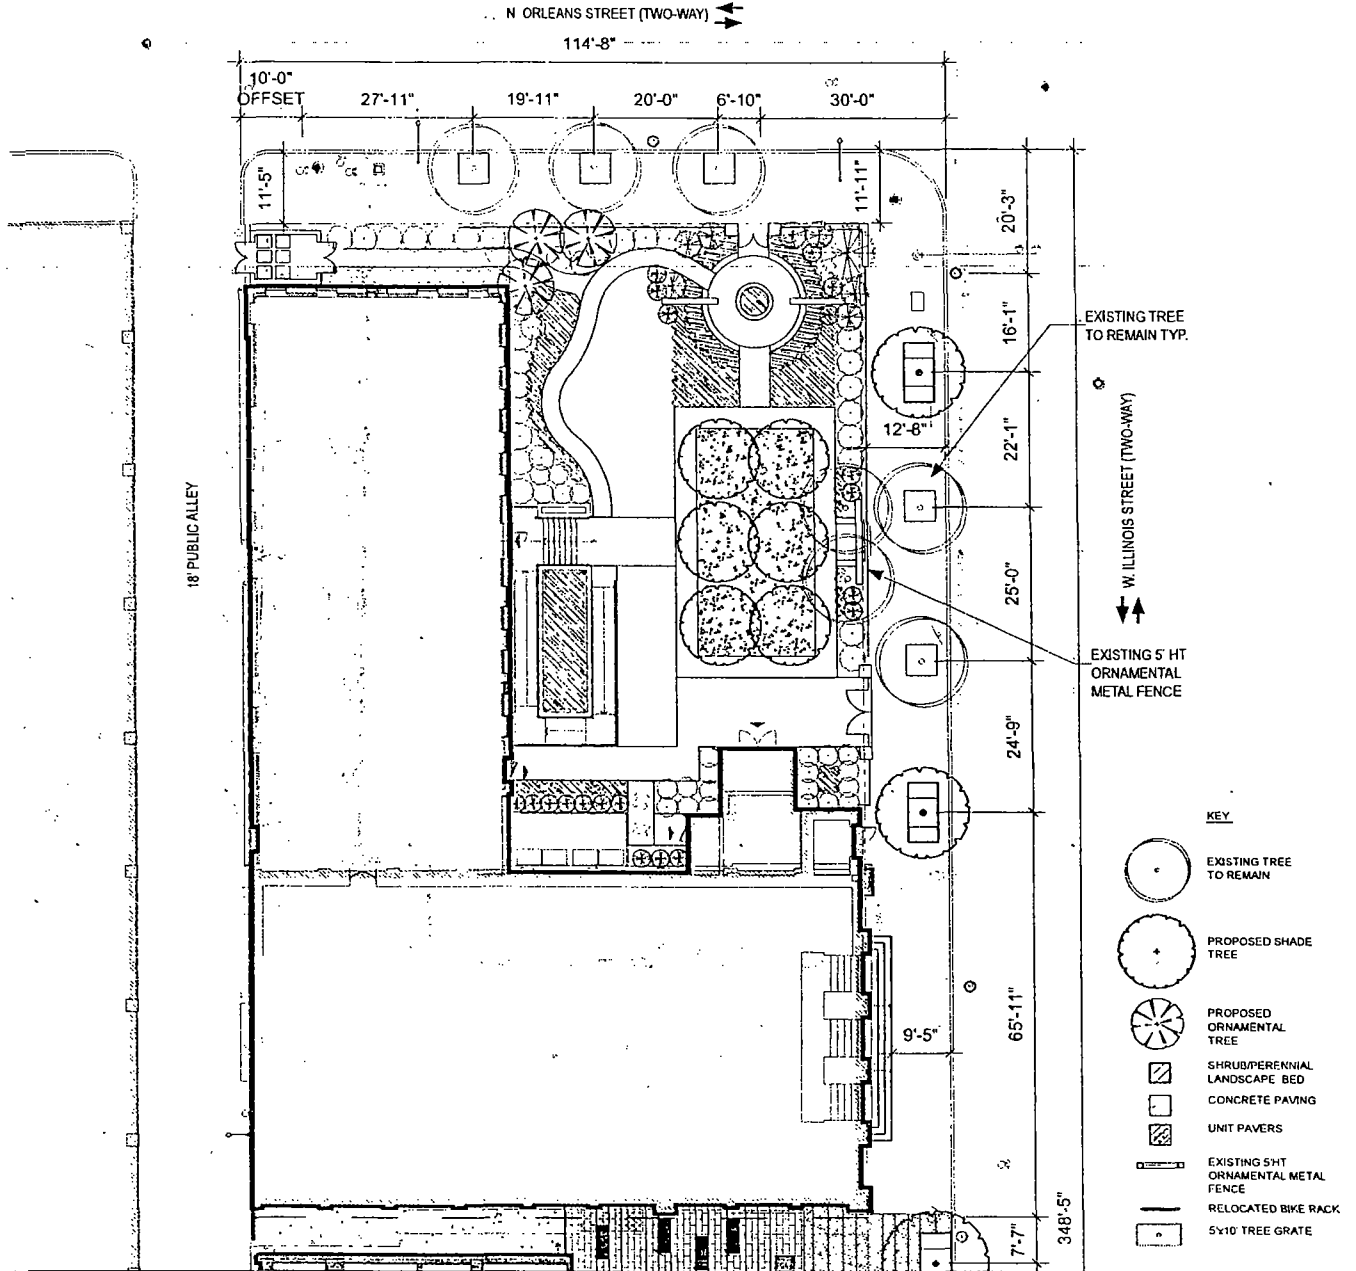 N ORLEANS STREET (TWO-WAY)
114'-8"
10'-0"
OFFSET
27'-11"
19'-11"
20'-0"
6'-10"
30'-0"
11'-5"
11'-11"
20'-3"
16'-1"
EXISTING TREE
TO REMAIN TYP.
12'-8"
22'-1"
W. ILLINOIS STREET (TWO-WAY)
18' PUBLIC ALLEY
25'-0"
EXISTING 5' HT
ORNAMENTAL
METAL FENCE
24'-9"
KEY
EXISTING TREE
TO REMAIN
PROPOSED SHADE
TREE
PROPOSED
ORNAMENTAL
TREE
SHRUB/PERENNIAL
LANDSCAPE BED
CONCRETE PAVING
UNIT PAVERS
EXISTING 5'HT
ORNAMENTAL METAL
FENCE
RELOCATED BIKE RACK
5'x10' TREE GRATE
65'-11"
9'-5"
348'-5"
7'-7"